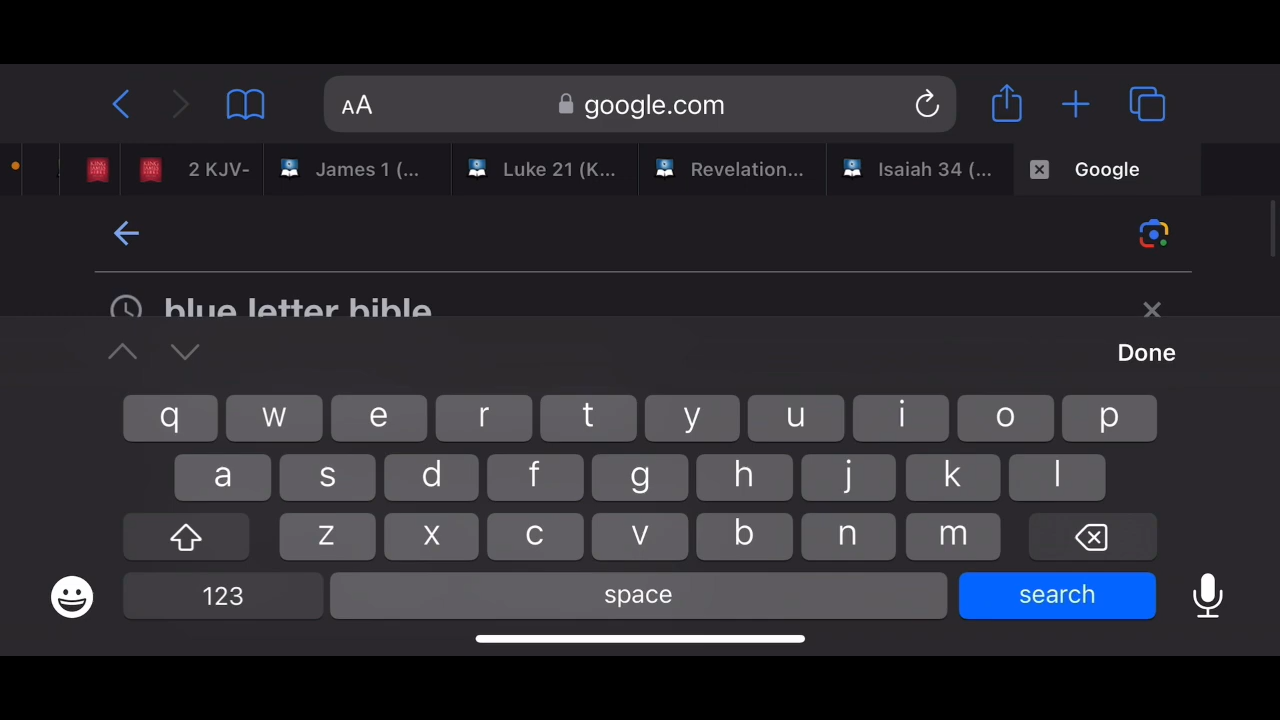 AA google.com
2 KJV- James 1 (... Luke 21 (K... Revelation... Isaiah 34 (... Google
blue letter bible
Done
q w e r t y u i o p
a s d f g h j k l
z x c v b n m
123 space search